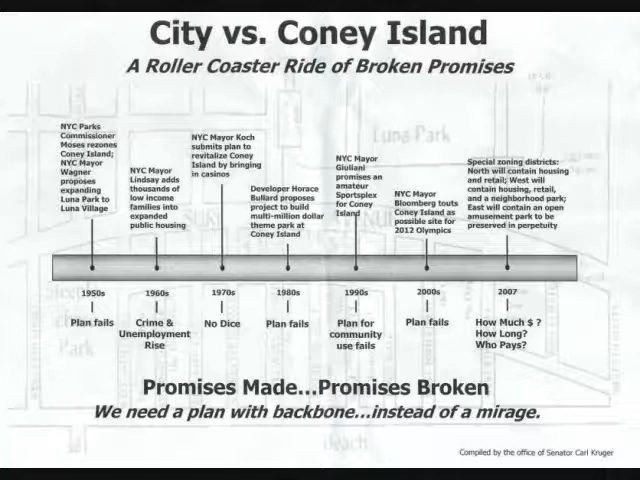 City vs. Coney Island
A Roller Coaster Ride of Broken Promises
NYC Parks
Commissioner
Moses rezones
Coney Island;
NYC Mayor
Wagner
proposes
expanding
Luna Park to
Luna Village
NYC Mayor
Lindsay adds
thousands of
low income
families into
expanded
public housing
NYC Mayor Koch
submits plan to
revitalize Coney
Island by bringing
in casinos
Developer Horace
Bullard proposes
project to build
multi-million dollar
theme park at
Coney Island
NYC Mayor
Giuliani
promises an
amateur
Sportsplex
for Coney
Island
NYC Mayor
Bloomberg touts
Coney Island as
possible site for
2012 Olympics
Special zoning districts:
North will contain housing
and retail; West will
contain housing, retail,
and a neighborhood park;
East will contain an open
amusement park to be
preserved in perpetuity
Luna Park
1950s
1960s
1970s
1980s
1990s
2000s
2007
Plan fails
Crime &
Unemployment
Rise
No Dice
Plan fails
Plan for
community
use fails
Plan fails
How Much $ ?
How Long?
Who Pays?
Park
Promises Made...Promises Broken
We need a plan with backbone...instead of a mirage.
Beach
Compiled by the office of Senator Carl Kruger